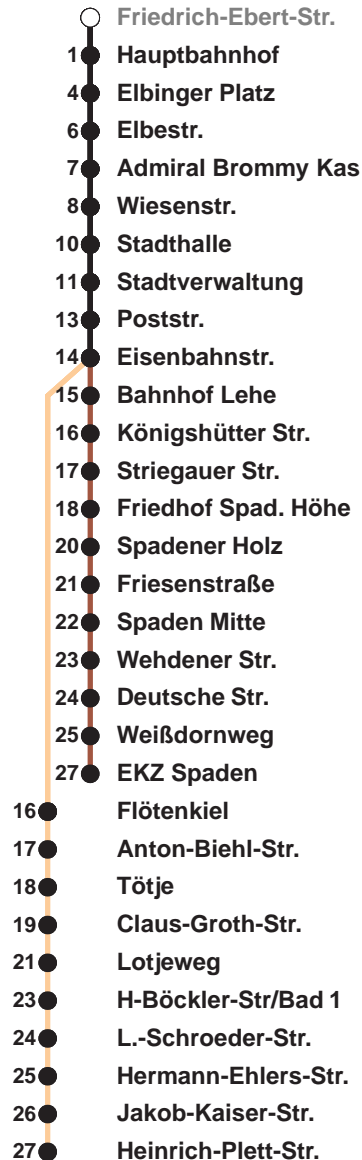 Friedrich-Ebert-Str.
1 Hauptbahnhof
4 Elbinger Platz
6 Elbestr.
7 Admiral Brommy Kas
8 Wiesenstr.
10 Stadthalle
11 Stadtverwaltung
13 Poststr.
14 Eisenbahnstr.
15 Bahnhof Lehe
16 Königshütter Str.
17 Striegauer Str.
18 Friedhof Spad. Höhe
20 Spadener Holz
21 Friesenstraße
22 Spaden Mitte
23 Wehdener Str.
24 Deutsche Str.
25 Weißdornweg
27 EKZ Spaden
16 Flötenkiel
17 Anton-Biehl-Str.
18 Tötje
19 Claus-Groth-Str.
21 Lotjeweg
23 H-Böckler-Str/Bad 1
24 L.-Schroeder-Str.
25 Hermann-Ehlers-Str.
26 Jakob-Kaiser-Str.
27 Heinrich-Plett-Str.